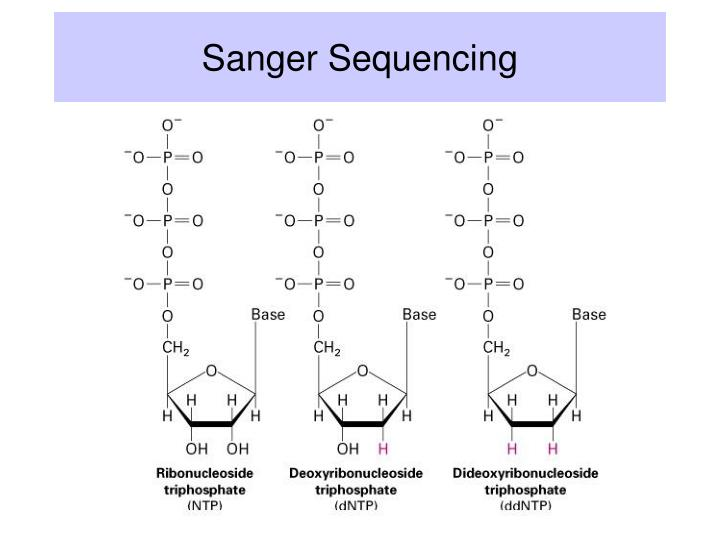 Sanger Sequencing
O⁻ O⁻ O⁻
⁻O—P=O ⁻O—P=O ⁻O—P=O
O O O
⁻O—P=O ⁻O—P=O ⁻O—P=O
O O O
⁻O—P=O ⁻O—P=O ⁻O—P=O
O Base O Base O Base
CH₂ CH₂ CH₂
O O O
H H H H H H
H H H H H H
OH OH OH H H H
Ribonucleoside Deoxyribonucleoside Dideoxyribonucleoside
triphosphate triphosphate triphosphate
(NTP) (dNTP) (ddNTP)